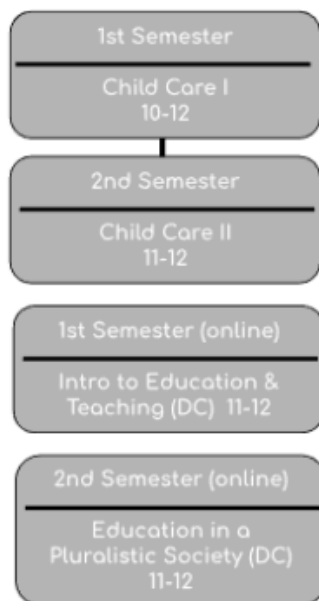 1st Semester
Child Care I
10-12
2nd Semester
Child Care II
11-12
1st Semester (online)
Intro to Education &
Teaching (DC) 11-12
2nd Semester (online)
Education in a
Pluralistic Society (DC)
11-12